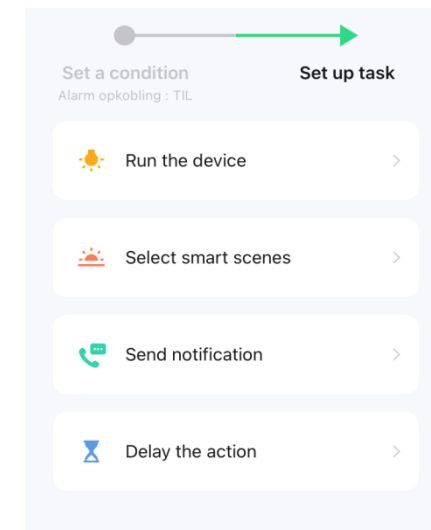 Set a condition
Set up task
Alarm opkobling : TIL
Run the device
Select smart scenes
Send notification
Delay the action